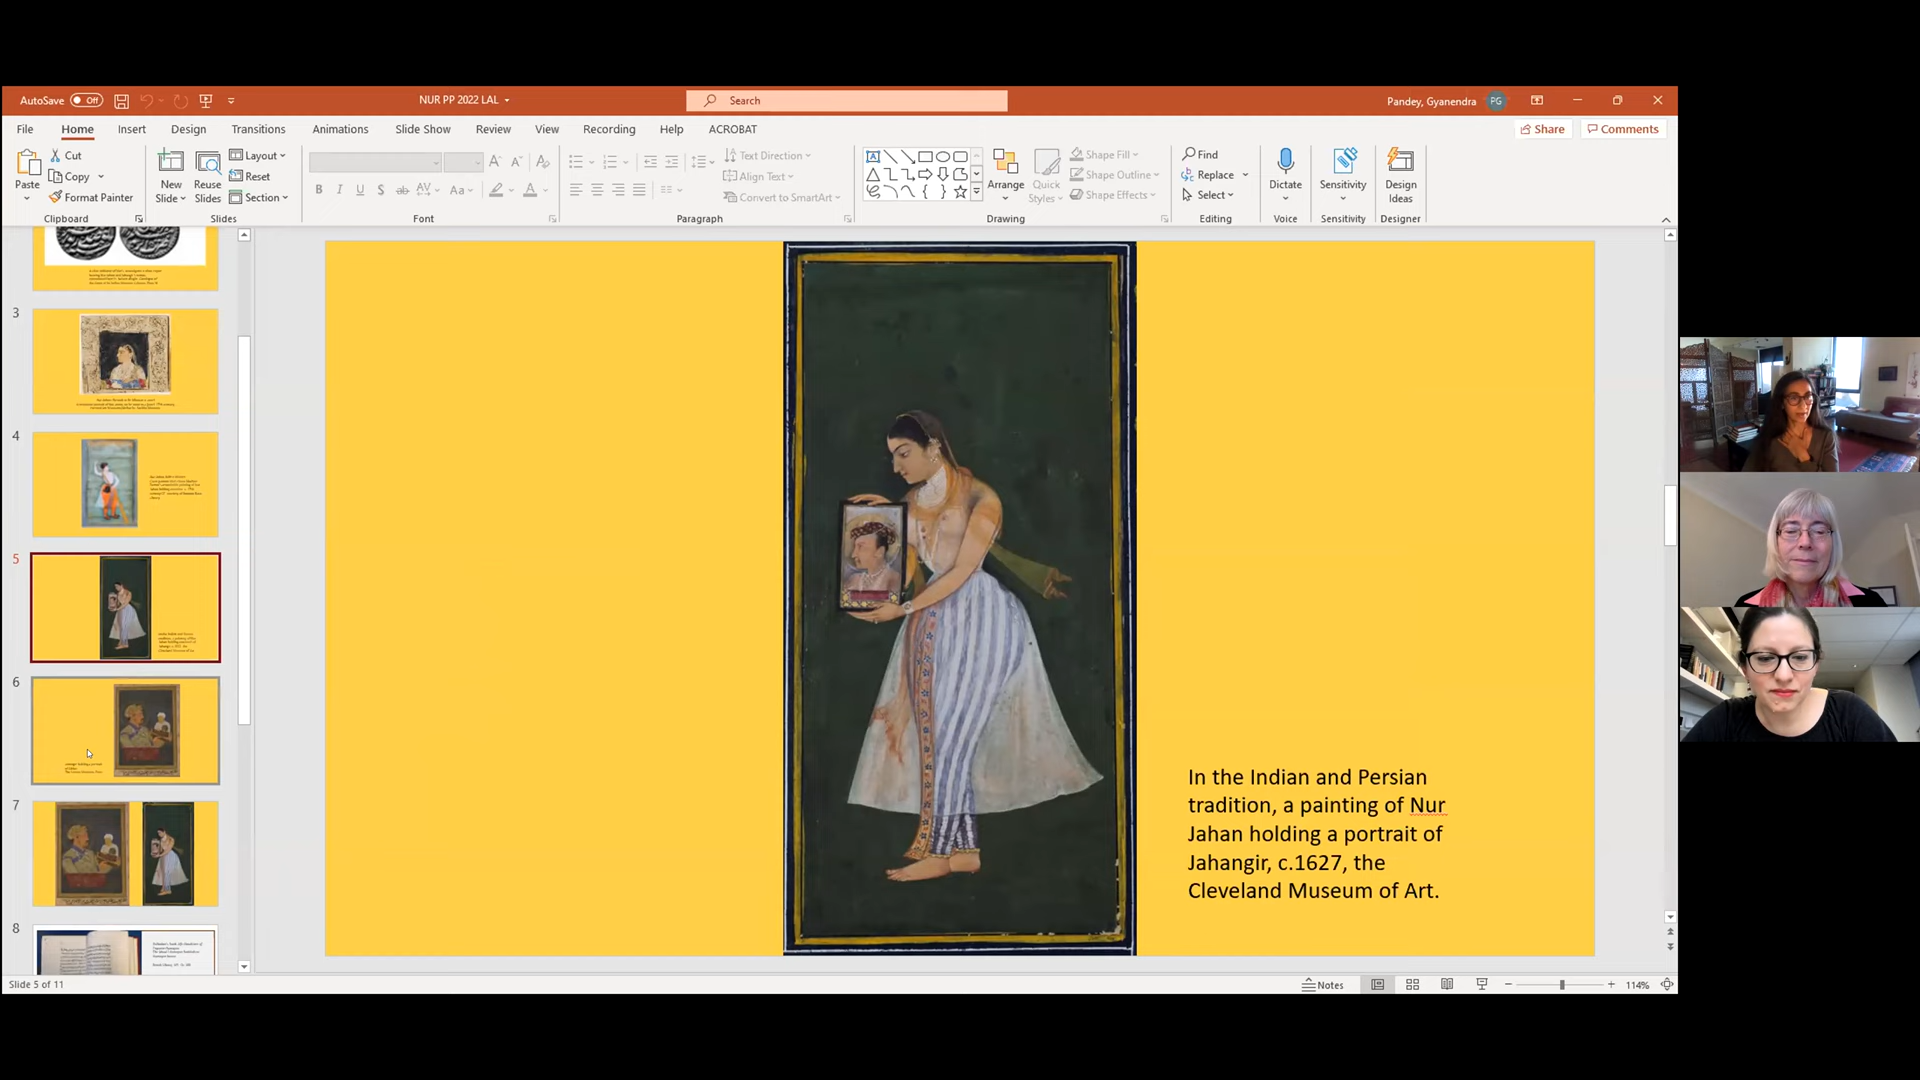 AutoSave Off
NUR PP 2022 LAL
Search
Pandey, Gyanendra PG
File Home Insert Design Transitions Animations Slide Show Review View Recording Help ACROBAT Share Comments
Paste
Cut
Copy
Format Painter
Clipboard
New Slide
Reuse Slides
Layout
Reset
Section
Slides
B I U S ab AV Aa A
Font
Text Direction
Align Text
Convert to SmartArt
Paragraph
Arrange
Quick Styles
Shape Fill
Shape Outline
Shape Effects
Drawing
Find
Replace
Select
Editing
Dictate
Voice
Sensitivity
Sensitivity
Design Ideas
Designer
3
4
5
6
7
8
In the Indian and Persian
tradition, a painting of Nur
Jahan holding a portrait of
Jahangir, c.1627, the
Cleveland Museum of Art.
Slide 5 of 11
Notes
114%